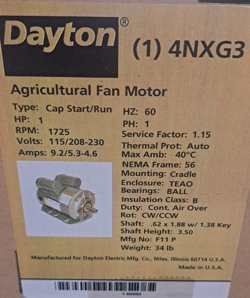 Dayton®
(1) 4NXG3
Agricultural Fan Motor
Type: Cap Start/Run
HP: 1
RPM: 1725
Volts: 115/208-230
Amps: 9.2/5.3-4.6
HZ: 60
PH: 1
Service Factor: 1.15
Thermal Prot: Auto
Max Amb: 40°C
NEMA Frame: 56
Mounting: Cradle
Enclosure: TEAO
Bearings: BALL
Insulation Class: B
Duty: Cont. Air Over
Rot: CW/CCW
Shaft: .62 x 1.88 w/ 1.38 Key
Shaft Height: 3.50
Mfg No: F11 P
Weight: 34 lb
Manufactured for Dayton Electric Mfg. Co., Niles, Illinois 60714 U.S.A.
Made in U.S.A.